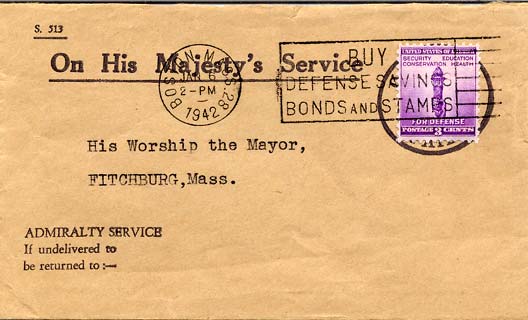 S. 513
On His Majesty's Service
BOSTON, MASS. 28
2-PM
1942
BUY
DEFENSE SAVINGS
BONDS AND STAMPS
UNITED STATES OF AMERICA
SECURITY EDUCATION
CONSERVATION HEALTH
FOR DEFENSE
POSTAGE 3 CENTS
His Worship the Mayor,
FITCHBURG,Mass.
ADMIRALTY SERVICE
If undelivered to
be returned to :—